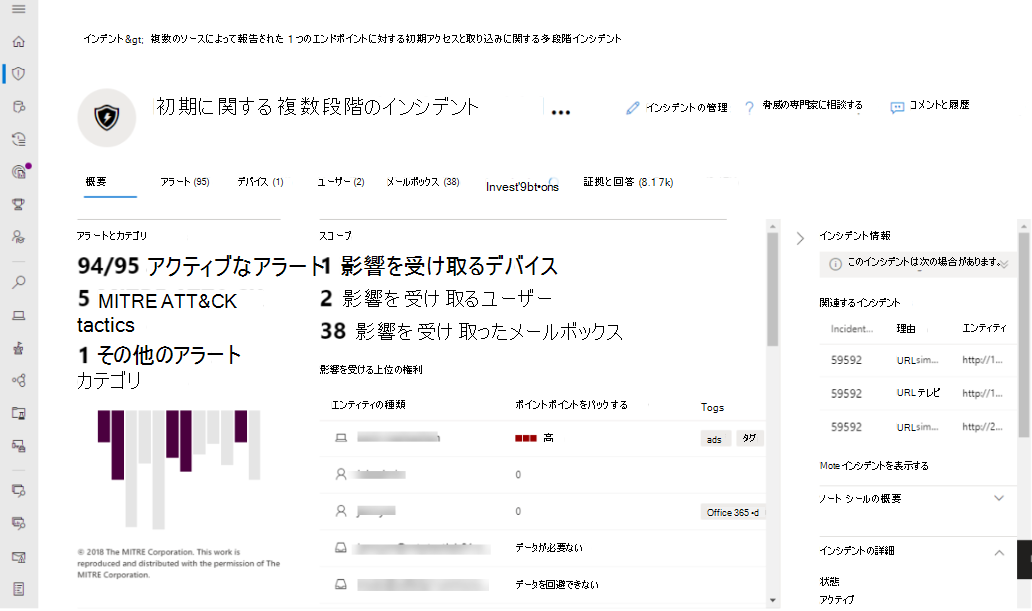 インデント&gt; 複数のソースによって報告された 1 つのエンドポイントに対する初期アクセスと取り込みに関する多段階インシデント
初期に関する複数段階のインシデント
...
インシデントの管理
? 脅威の専門家に相談する
コメントと履歴
概要
アラート (95)
デバイス (1)
ユーザー (2)
メールボックス (38)
Invest'9bt•ons
証拠と回答 (8.17k)
アラートとカテゴリ
94/95 アクティブなアラート
5 MITRE ATT&CK
tactics
1 その他のアラート
カテゴリ
© 2018 The MITRE Corporation. This work is
reproduced and distributed with the permission of The
MITRE Corporation.
スコープ
1 影響を受け取るデバイス
2 影響を受け取るユーザー
38 影響を受け取ったメールボックス
影響を受ける上位の権利
エンティティの種類
ポイントポイントをパックする
Togs
高
ads
タグ
0
0
Office 365 •d
データが必要ない
データを回避できない
インシデント情報
このインシデントは次の場合があります。
関連するインシデント
Incident...
理由
エンティティ
59592
URLsim...
http://1...
59592
URLテレビ
http://1...
59592
URLsim...
http://2...
Mote インシデントを表示する
ノート シールの概要
インシデントの詳細
状態
アクティブ